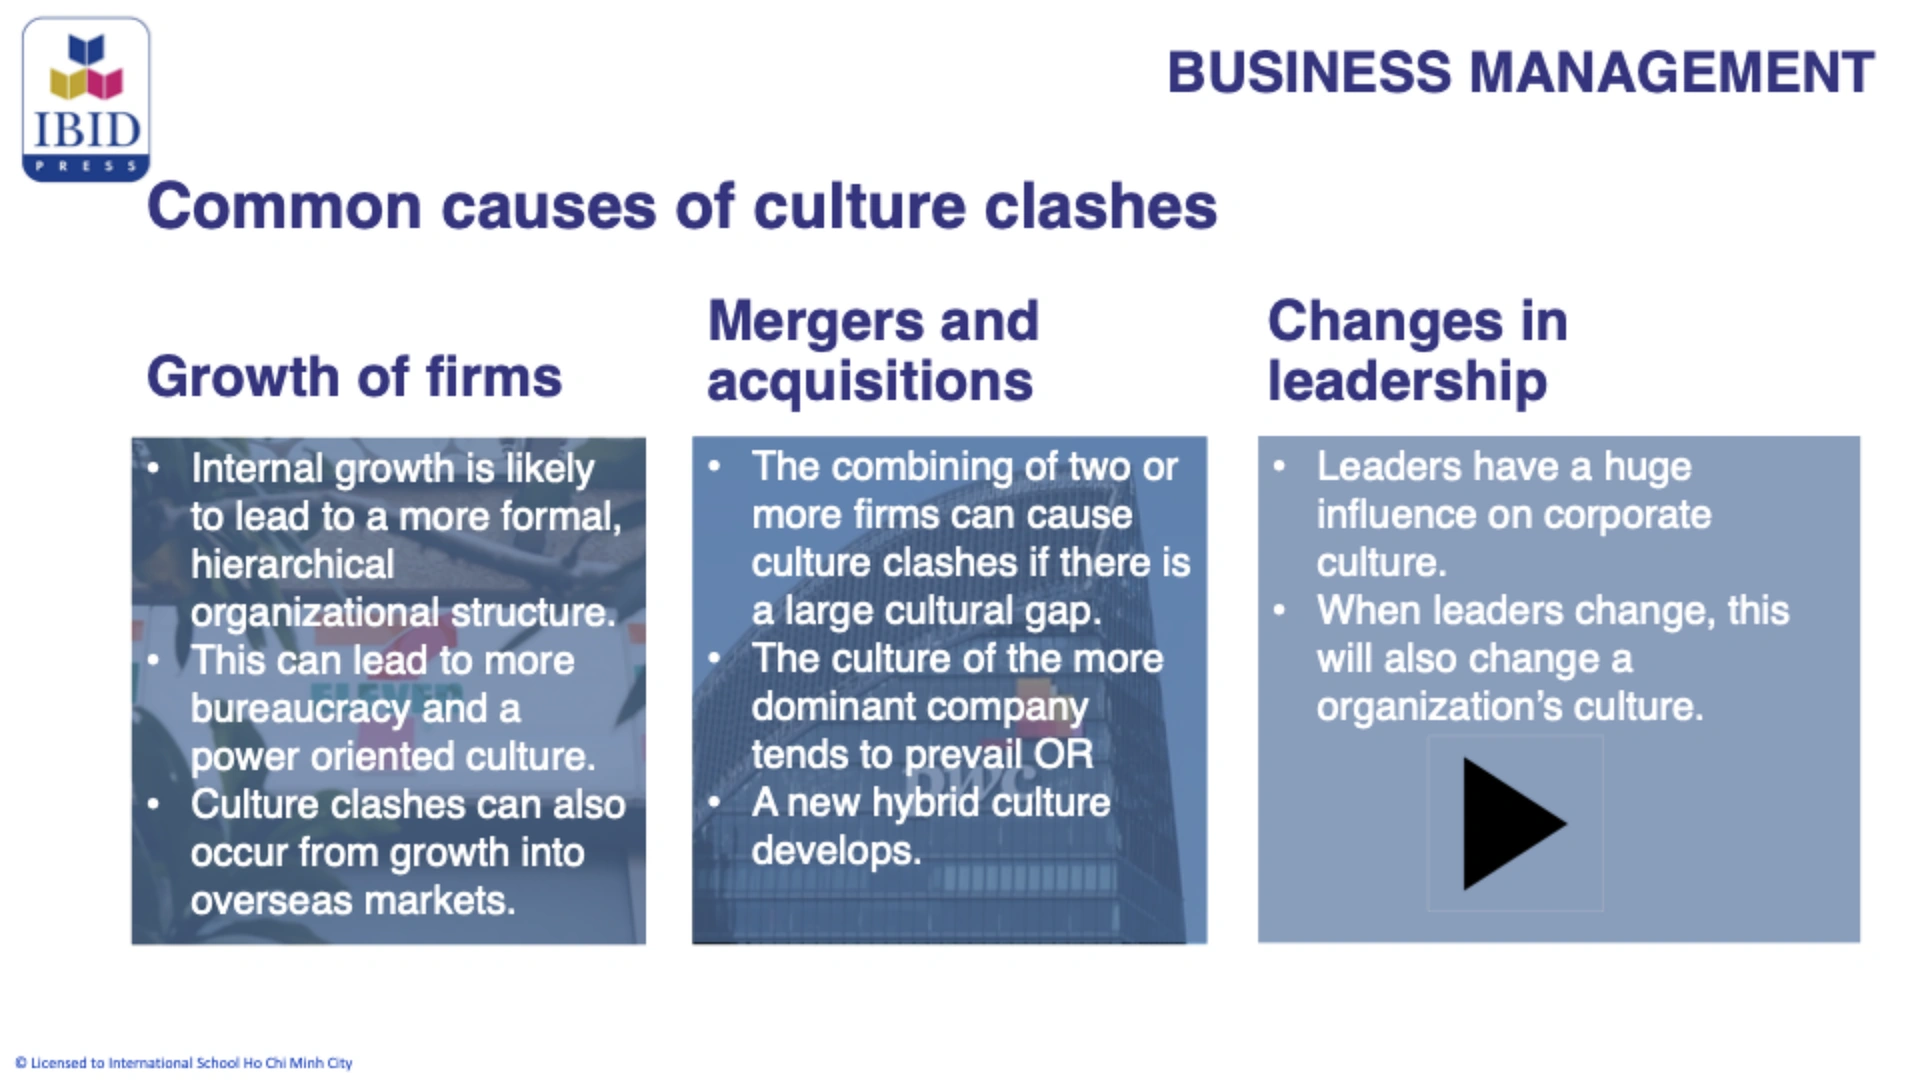 IBID
PRESS
BUSINESS MANAGEMENT
Common causes of culture clashes
Growth of firms
• Internal growth is likely
to lead to a more formal,
hierarchical
organizational structure.
• This can lead to more
bureaucracy and a
power oriented culture.
• Culture clashes can also
occur from growth into
overseas markets.
Mergers and
acquisitions
• The combining of two or
more firms can cause
culture clashes if there is
a large cultural gap.
• The culture of the more
dominant company
tends to prevail OR
• A new hybrid culture
develops.
Changes in
leadership
• Leaders have a huge
influence on corporate
culture.
• When leaders change, this
will also change a
organization's culture.
7
ELEVEN
pwc
© Licensed to International School Ho Chi Minh City